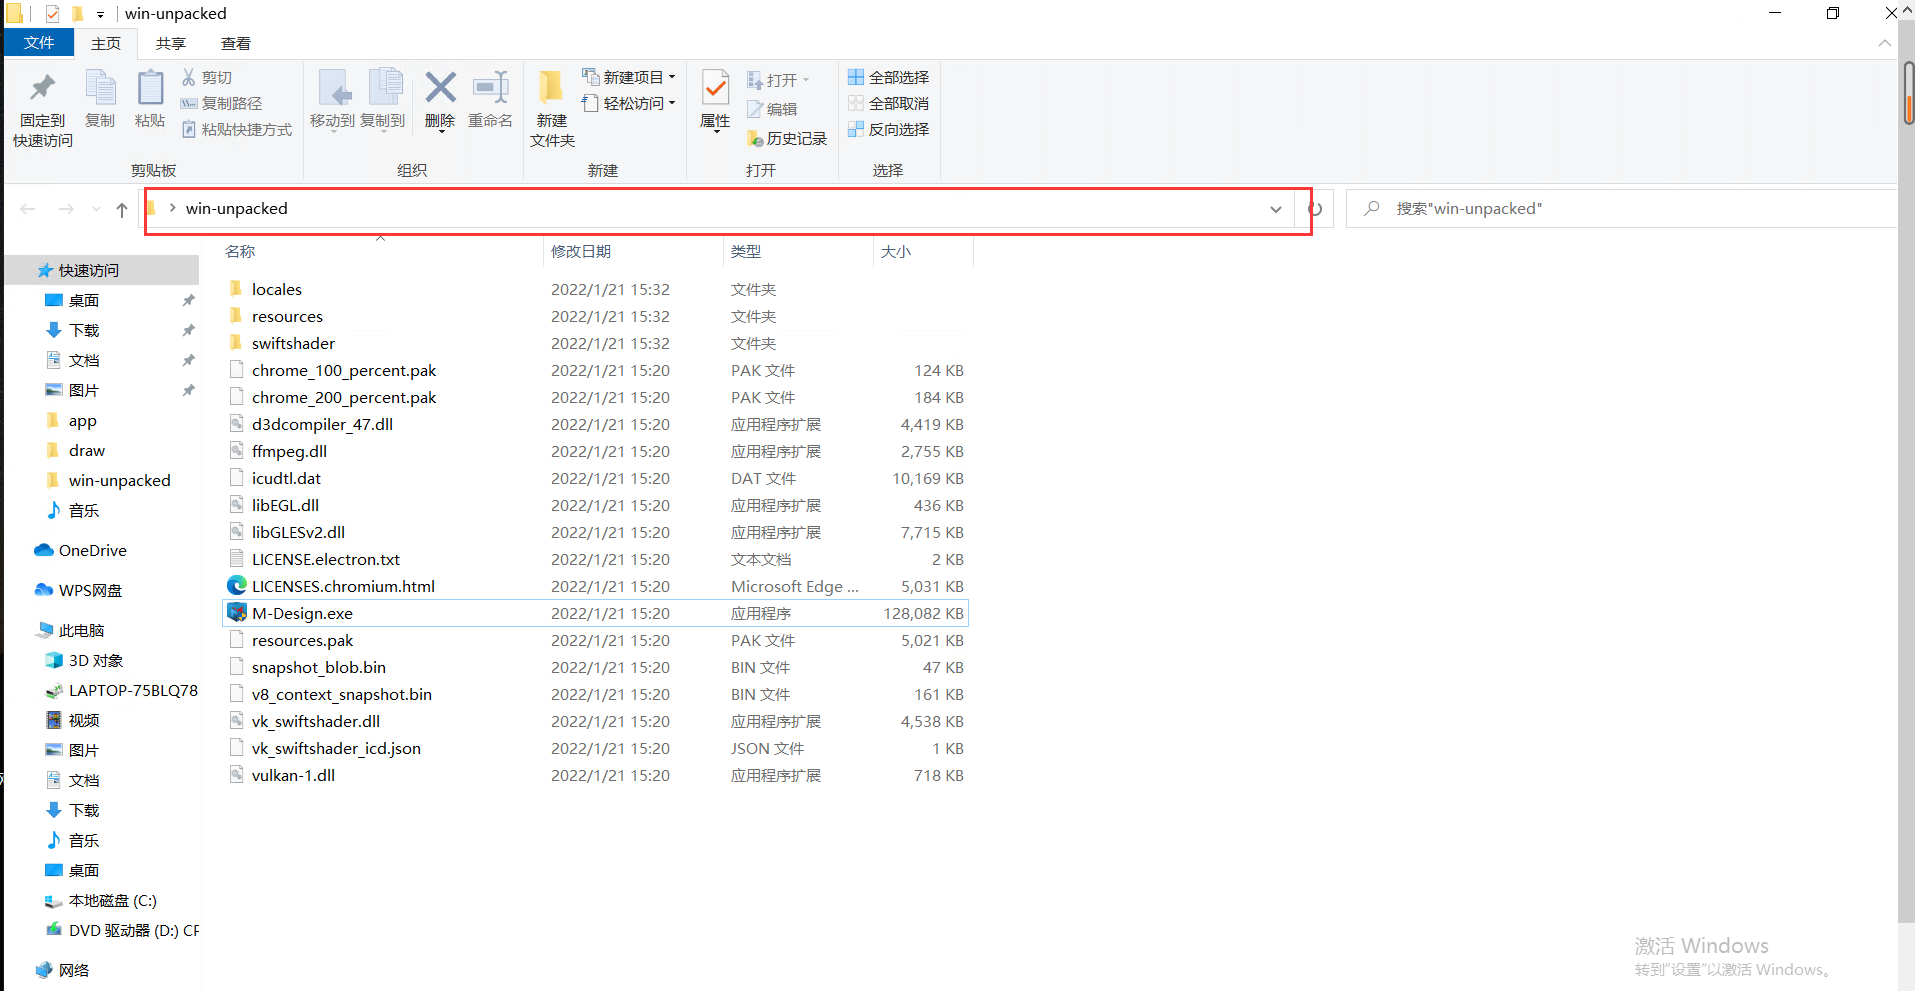 win-unpacked
文件 主页 共享 查看
固定到
快速访问
复制
粘贴
剪切
复制路径
粘贴快捷方式
剪贴板
移动到
复制到
删除
重命名
组织
新建
文件夹
新建项目
轻松访问
新建
属性
打开
编辑
历史记录
打开
全部选择
全部取消
反向选择
选择
win-unpacked
搜索"win-unpacked"
快速访问
桌面
下载
文档
图片
app
draw
win-unpacked
音乐
OneDrive
WPS网盘
此电脑
3D 对象
LAPTOP-75BLQ78
视频
图片
文档
下载
音乐
桌面
本地磁盘 (C:)
DVD 驱动器 (D:) CF
网络
名称 修改日期 类型 大小
locales 2022/1/21 15:32 文件夹
resources 2022/1/21 15:32 文件夹
swiftshader 2022/1/21 15:32 文件夹
chrome_100_percent.pak 2022/1/21 15:20 PAK 文件 124 KB
chrome_200_percent.pak 2022/1/21 15:20 PAK 文件 184 KB
d3dcompiler_47.dll 2022/1/21 15:20 应用程序扩展 4,419 KB
ffmpeg.dll 2022/1/21 15:20 应用程序扩展 2,755 KB
icudtl.dat 2022/1/21 15:20 DAT 文件 10,169 KB
libEGL.dll 2022/1/21 15:20 应用程序扩展 436 KB
libGLESv2.dll 2022/1/21 15:20 应用程序扩展 7,715 KB
LICENSE.electron.txt 2022/1/21 15:20 文本文档 2 KB
LICENSES.chromium.html 2022/1/21 15:20 Microsoft Edge ... 5,031 KB
M-Design.exe 2022/1/21 15:20 应用程序 128,082 KB
resources.pak 2022/1/21 15:20 PAK 文件 5,021 KB
snapshot_blob.bin 2022/1/21 15:20 BIN 文件 47 KB
v8_context_snapshot.bin 2022/1/21 15:20 BIN 文件 161 KB
vk_swiftshader.dll 2022/1/21 15:20 应用程序扩展 4,538 KB
vk_swiftshader_icd.json 2022/1/21 15:20 JSON 文件 1 KB
vulkan-1.dll 2022/1/21 15:20 应用程序扩展 718 KB
激活 Windows
转到"设置"以激活 Windows。